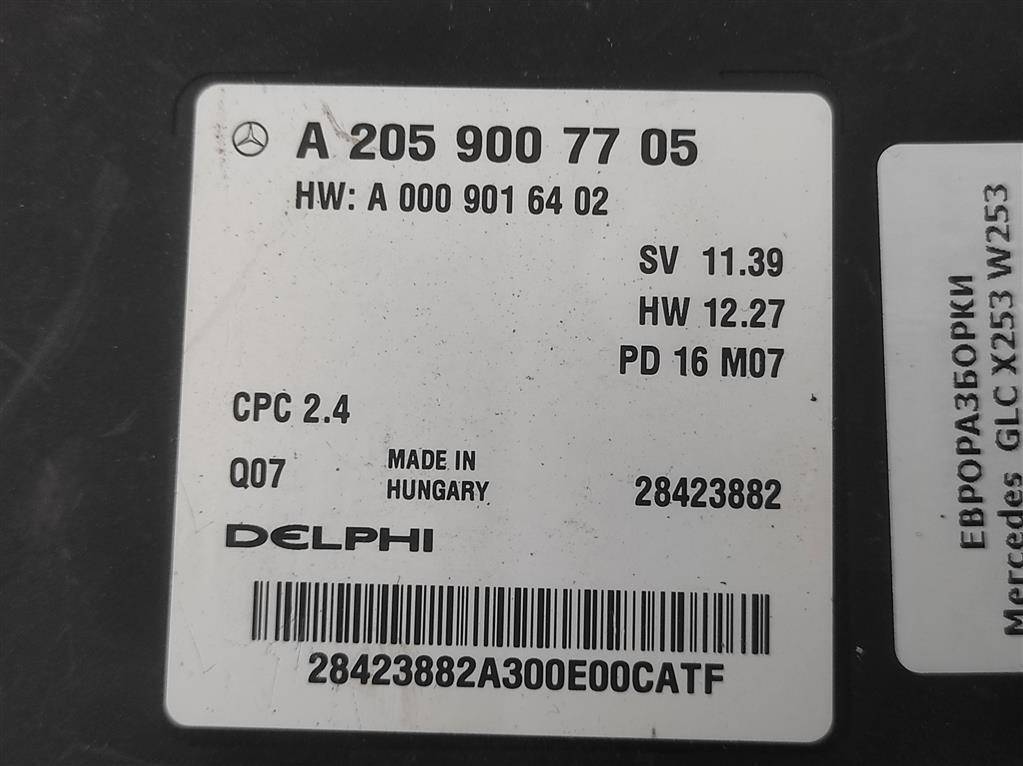 A 205 900 77 05
HW: A 000 901 64 02
SV 11.39
HW 12.27
PD 16 M07
CPC 2.4
Q07
MADE IN
HUNGARY
28423882
DELPHI
28423882A300E00CATF
ЕВРОРАЗБОРКИ
Mercedes GLC X253 W253